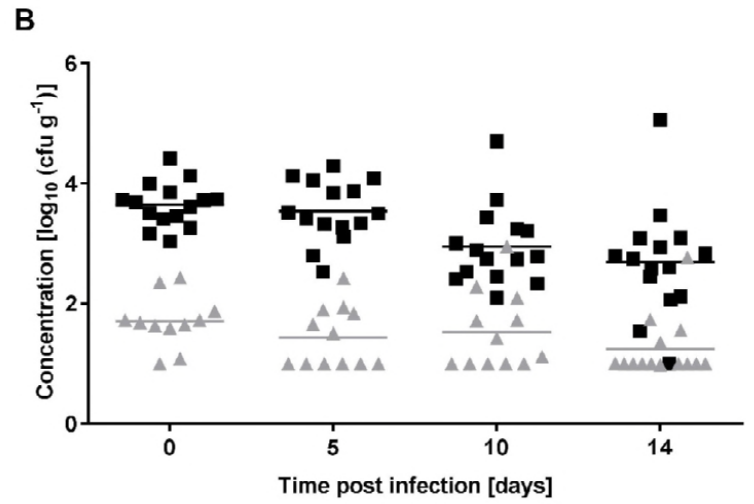 B
6
4
2
0
Concentration [log₁₀ (cfu g⁻¹)]
0 5 10 14
Time post infection [days]